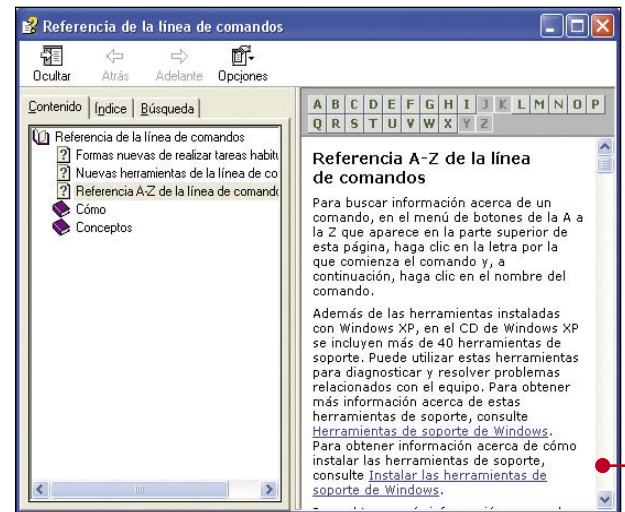 Referencia de la línea de comandos
Ocultar Atrás Adelante Opciones
Contenido Índice Búsqueda
Referencia de la línea de comandos
Formas nuevas de realizar tareas habitu
Nuevas herramientas de la línea de co
Referencia A-Z de la línea de comando
Cómo
Conceptos
A B C D E F G H I J K L M N O P
Q R S T U V W X Y Z
Referencia A-Z de la línea
de comandos
Para buscar información acerca de un
comando, en el menú de botones de la A a
la Z que aparece en la parte superior de
esta página, haga clic en la letra por la
que comienza el comando y, a
continuación, haga clic en el nombre del
comando.
Además de las herramientas instaladas
con Windows XP, en el CD de Windows XP
se incluyen más de 40 herramientas de
soporte. Puede utilizar estas herramientas
para diagnosticar y resolver problemas
relacionados con el equipo. Para obtener
más información acerca de estas
herramientas de soporte, consulte
Herramientas de soporte de Windows.
Para obtener información acerca de cómo
instalar las herramientas de soporte,
consulte Instalar las herramientas de
soporte de Windows.